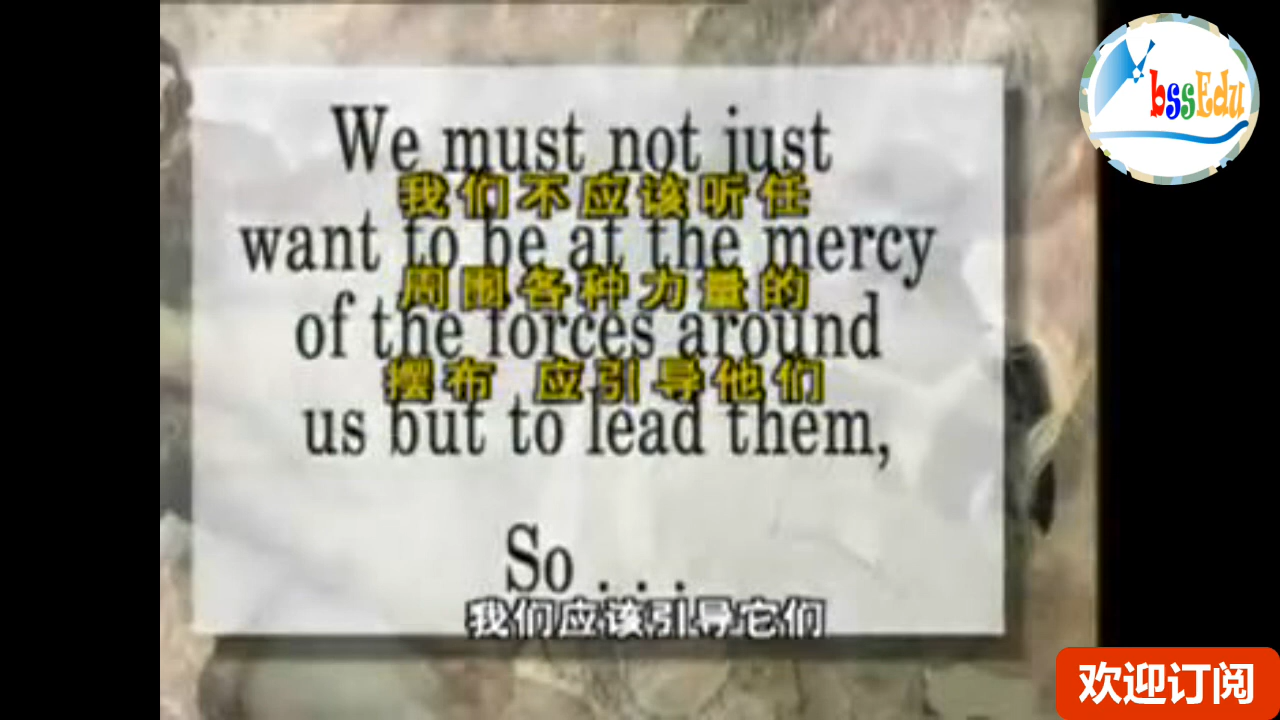 bssEdu
We must not just
我们不应该听任
want to be at the mercy
周围各种力量的
of the forces around
摆布 应引导他们
us but to lead them,
So . . .
我们应该引导它们
欢迎订阅